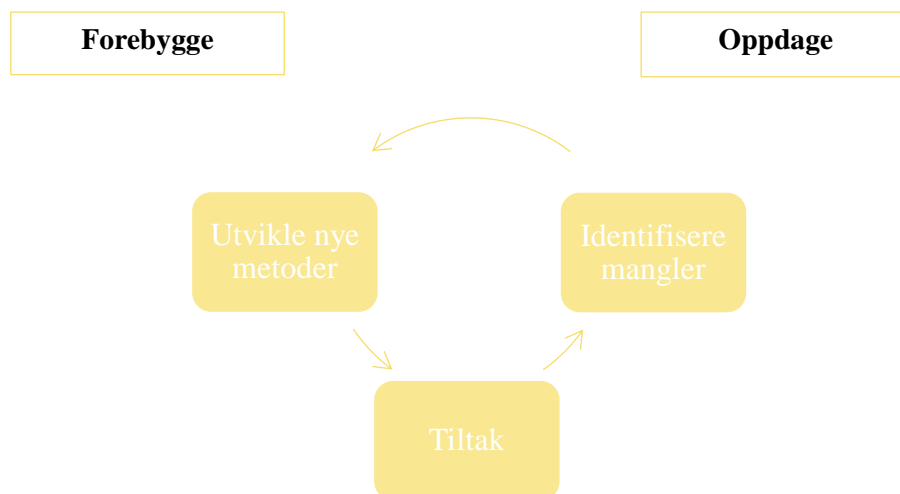 Forebygge
Oppdage
Utvikle nye
metoder
Identifisere
mangler
Tiltak